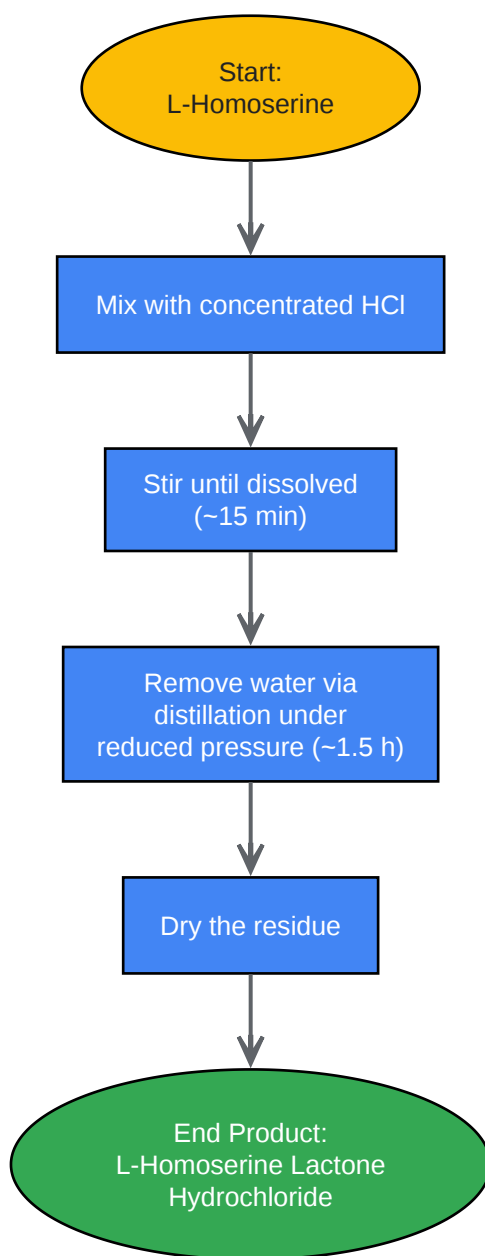 Start:
L-Homoserine
Mix with concentrated HCl
Stir until dissolved
(~15 min)
Remove water via
distillation under
reduced pressure (~1.5 h)
Dry the residue
End Product:
L-Homoserine Lactone
Hydrochloride